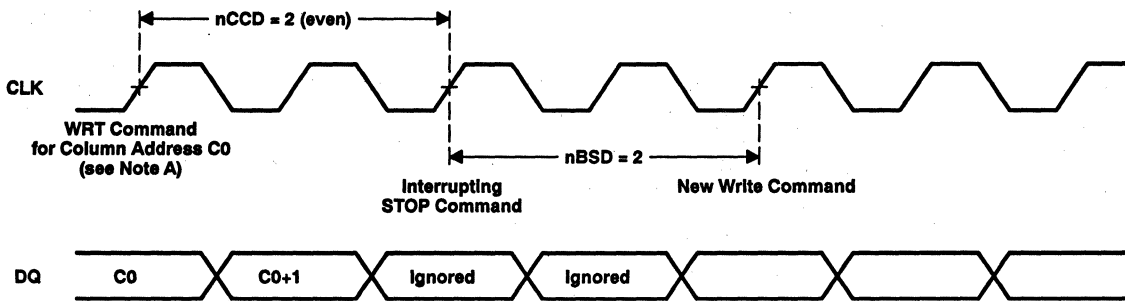 nCCD = 2 (even)
CLK
WRT Command
for Column Address C0
(see Note A)
nBSD = 2
Interrupting
STOP Command
New Write Command
DQ
C0
C0+1
Ignored
Ignored